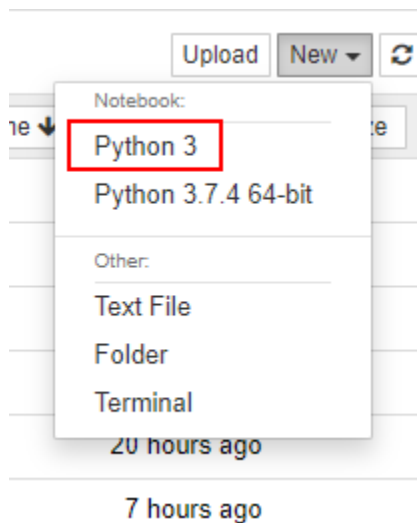 Upload New
Notebook:
Python 3
Python 3.7.4 64-bit
Other:
Text File
Folder
Terminal
20 hours ago
7 hours ago